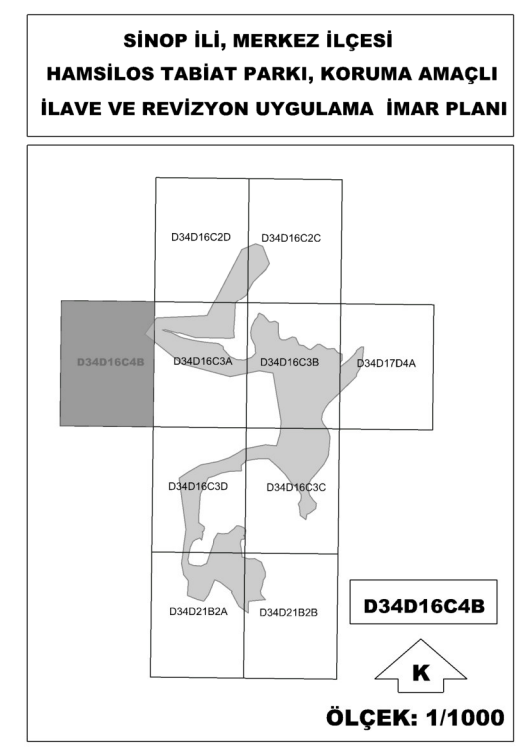 SİNOP İLİ, MERKEZ İLÇESİ
HAMSİLOS TABİAT PARKI, KORUMA AMAÇLI
İLAVE VE REVİZYON UYGULAMA İMAR PLANI
D34D16C2D D34D16C2C
D34D16C4B D34D16C3A D34D16C3B D34D17D4A
D34D16C3D D34D16C3C
D34D21B2A D34D21B2B
D34D16C4B
K
ÖLÇEK: 1/1000